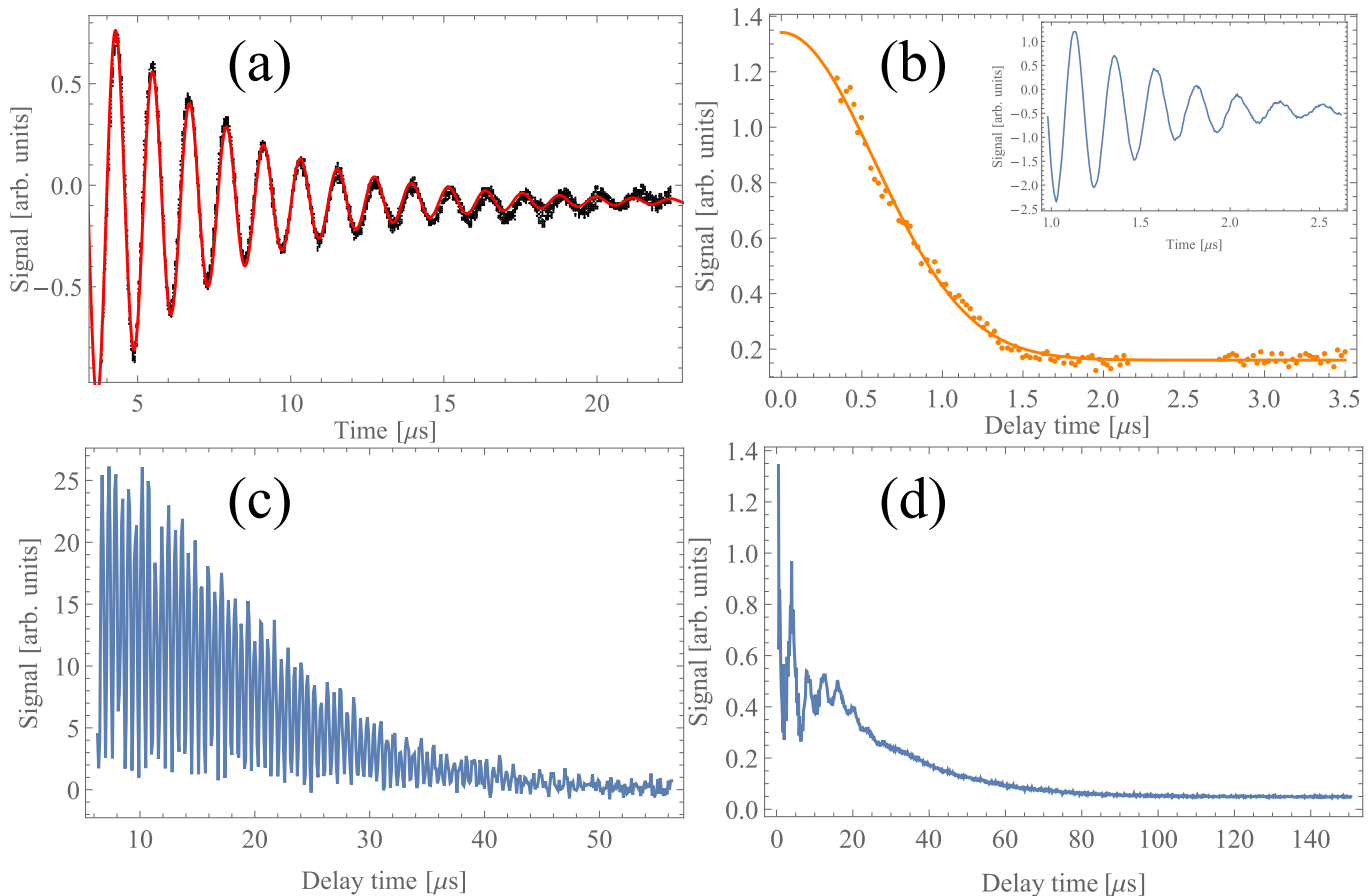 (a)
Signal [arb. units]
0.5
0.0
−0.5
5 10 15 20
Time [μs]
(b)
Signal [arb. units]
1.4
1.2
1.0
0.8
0.6
0.4
0.2
0.0 0.5 1.0 1.5 2.0 2.5 3.0 3.5
Delay time [μs]
Signal [arb. units]
1.0
0.5
0.0
−0.5
−1.0
−1.5
−2.0
−2.5
1.0 1.5 2.0 2.5
Time [μs]
(c)
Signal [arb. units]
25
20
15
10
5
0
10 20 30 40 50
Delay time [μs]
(d)
Signal [arb. units]
1.4
1.2
1.0
0.8
0.6
0.4
0.2
0.0
0 20 40 60 80 100 120 140
Delay time [μs]